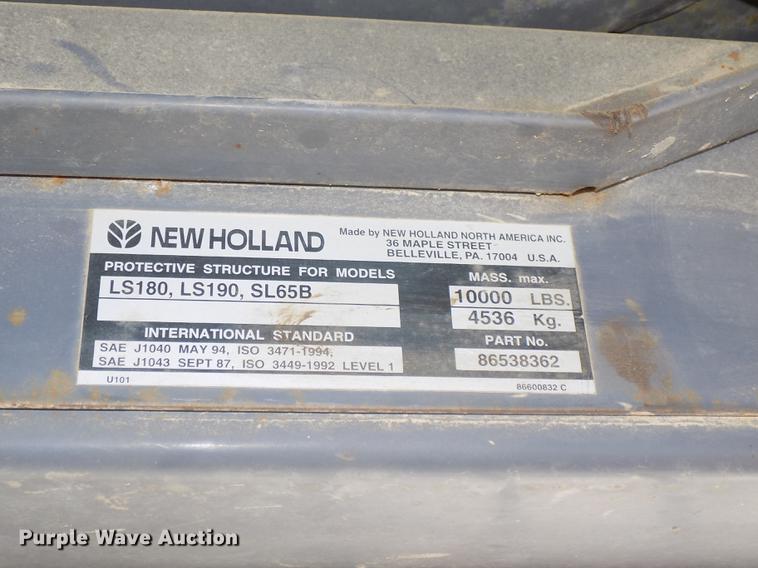 NEW HOLLAND
Made by NEW HOLLAND NORTH AMERICA INC.
36 MAPLE STREET
BELLEVILLE, PA. 17004 U.S.A.
PROTECTIVE STRUCTURE FOR MODELS
LS180, LS190, SL65B
MASS. max.
10000 LBS.
4536 Kg.
INTERNATIONAL STANDARD
SAE J1040 MAY 94, ISO 3471-1994,
SAE J1043 SEPT 87, ISO 3449-1992 LEVEL 1
PART No.
86538362
U101
86600832 C
Purple Wave Auction